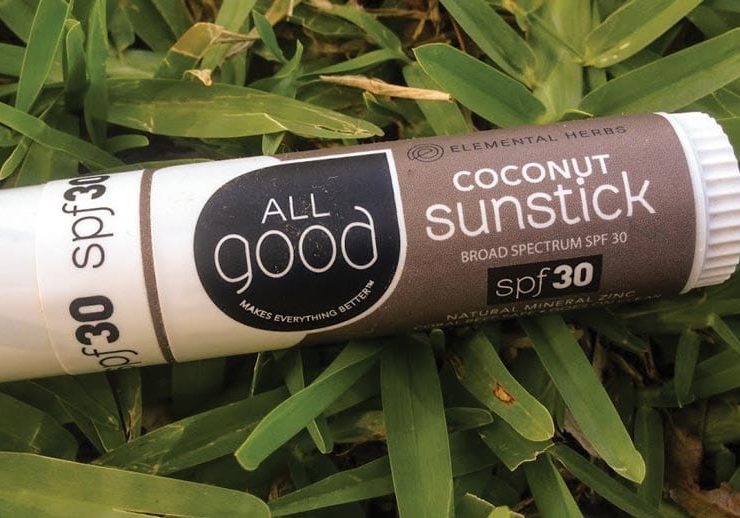 spf30
spf30
ALL
good
MAKES EVERYTHING BETTER™
ELEMENTAL HERBS
COCONUT
sunstick
BROAD SPECTRUM SPF 30
spf30
NATURAL MINERAL ZINC